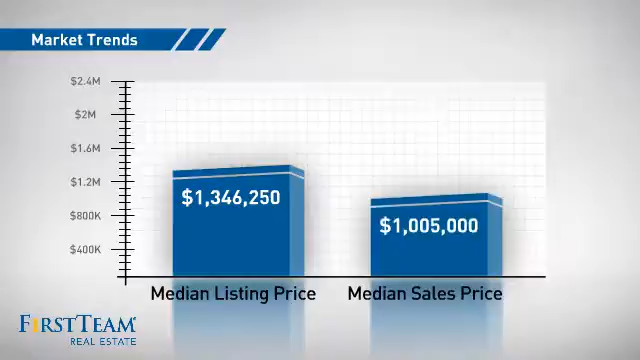 Market Trends
$2.4M
$2M
$1.6M
$1.2M
$800K
$400K
$1,346,250
$1,005,000
Median Listing Price
Median Sales Price
FIRSTTEAM®
REAL ESTATE